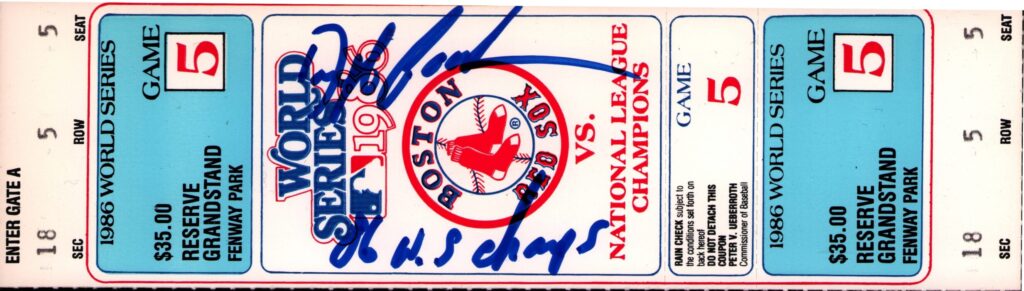 ENTER GATE A
18 5 5
SEC ROW SEAT
1986 WORLD SERIES
GAME
5
$35.00
RESERVE
GRANDSTAND
FENWAY PARK
WORLD
SERIES
1986
BOSTON RED SOX
®
VS.
NATIONAL LEAGUE
CHAMPIONS
86 W.S champs
GAME
5
RAIN CHECK subject to
the conditions set forth on
back hereof
DO NOT DETACH THIS
COUPON
PETER V. UEBERROTH
Commissioner of Baseball
1986 WORLD SERIES
GAME
5
$35.00
RESERVE
GRANDSTAND
FENWAY PARK
18 5 5
SEC ROW SEAT